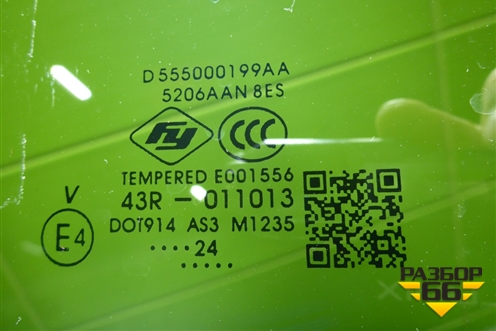 D555000199AA
5206AAN 8ES
FY
CCC
TEMPERED E001556
V
43R - 011013
E4
DOT914 AS3 M1235
....24
.....
РАЗБОР
66